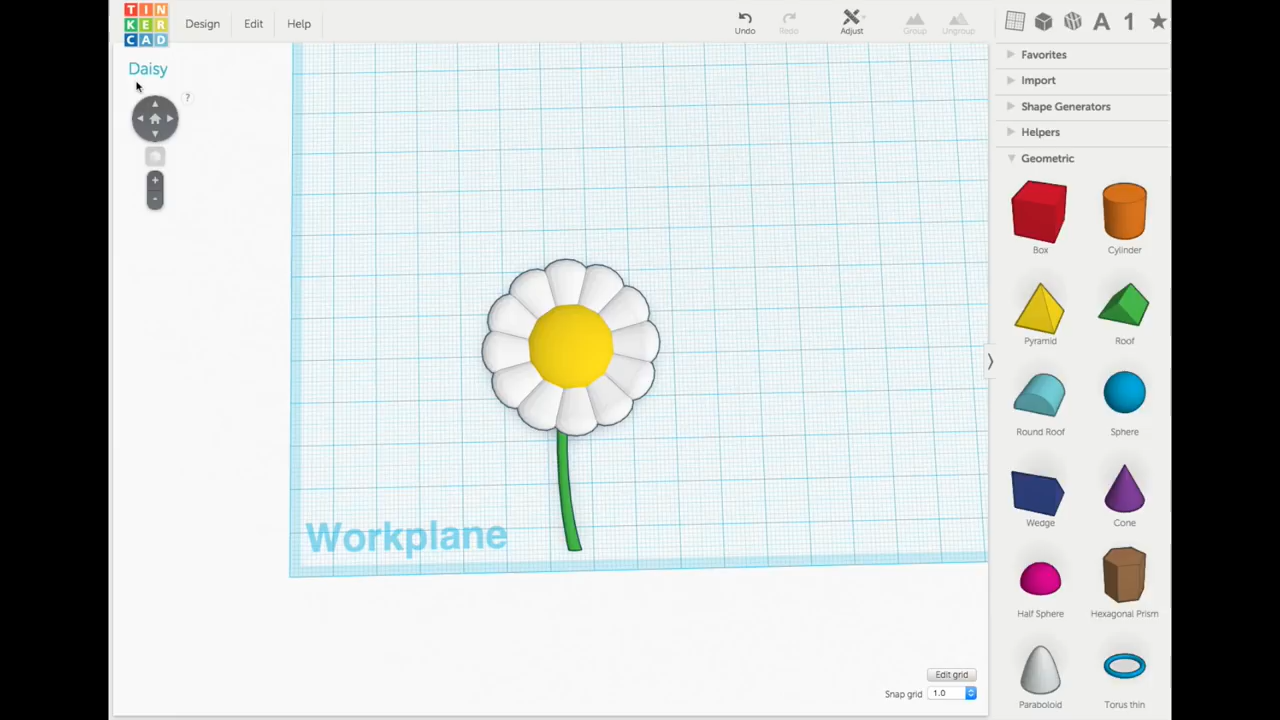 TIN
KER
CAD
Design
Edit
Help
Undo
Redo
Adjust
Group
Ungroup
A
1
Daisy
?
+
-
Workplane
Favorites
Import
Shape Generators
Helpers
Geometric
Box
Cylinder
Pyramid
Roof
Round Roof
Sphere
Wedge
Cone
Half Sphere
Hexagonal Prism
Paraboloid
Torus thin
Edit grid
Snap grid 1.0